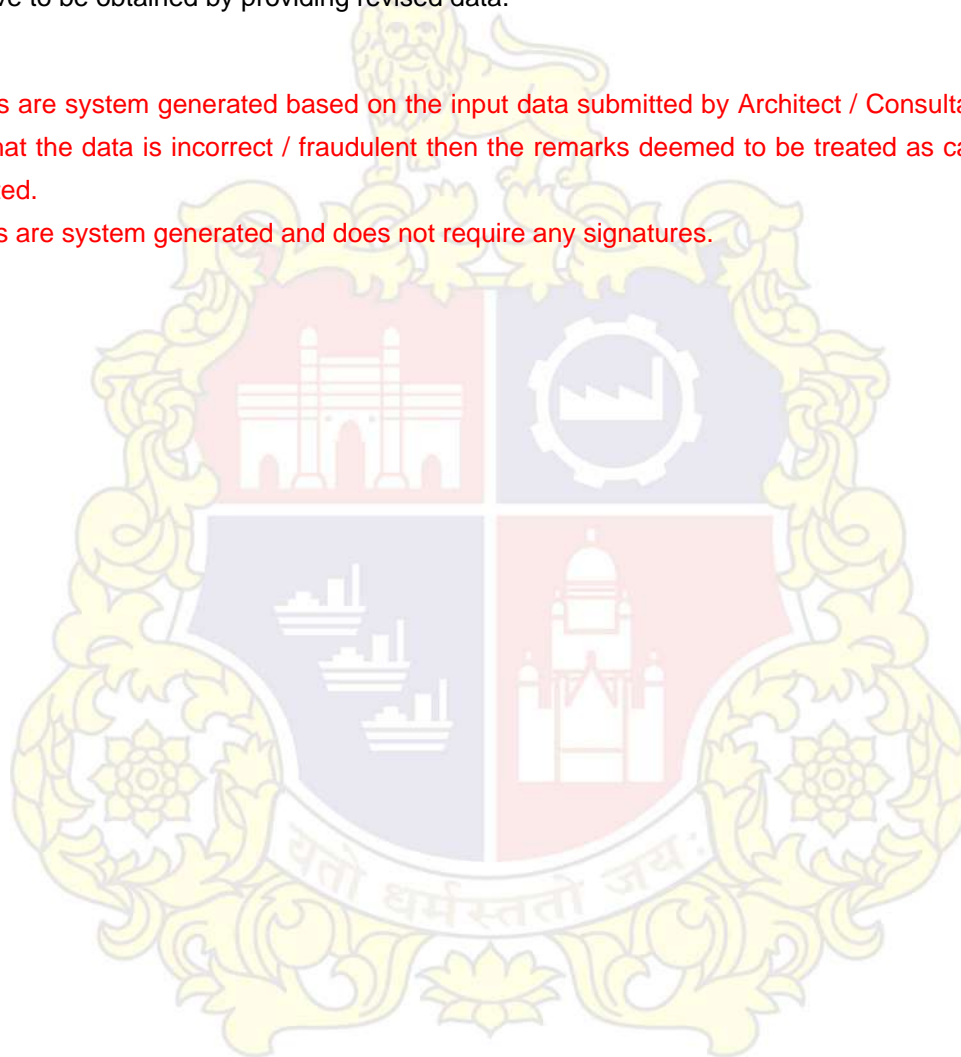 ve to be obtained by providing revised data.
s are system generated based on the input data submitted by Architect / Consulta
hat the data is incorrect / fraudulent then the remarks deemed to be treated as ca
ted.
s are system generated and does not require any signatures.
यतो धर्मस्ततो जय: